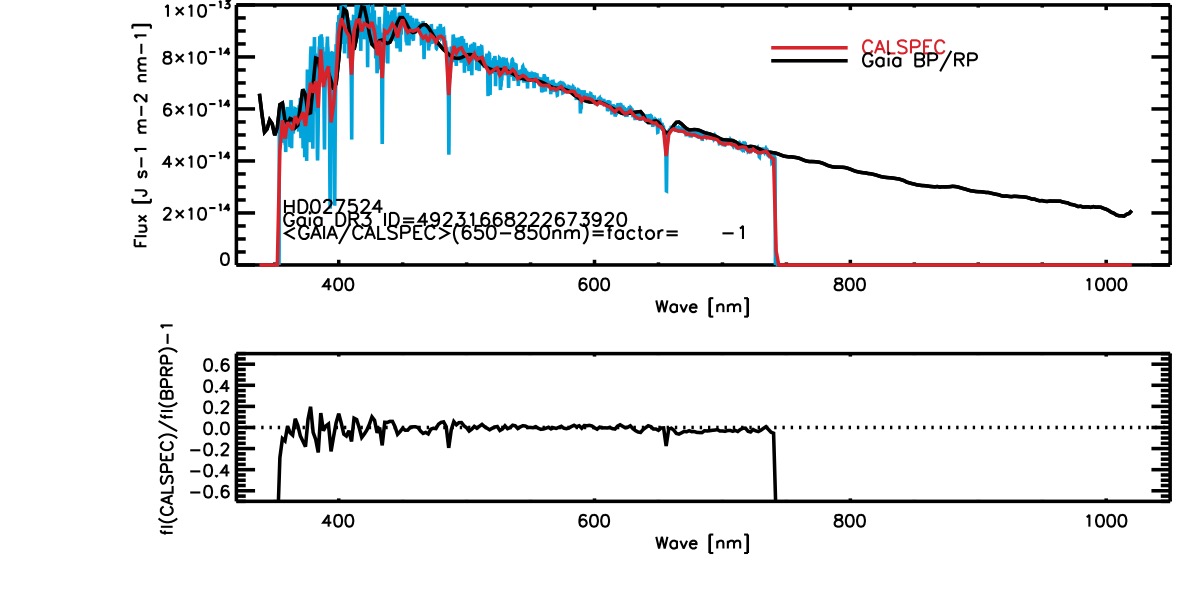 1×10−13
8×10−14
6×10−14
4×10−14
2×10−14
0
Flux [J s−1 m−2 nm−1]
CALSPEC
Gaia BP/RP
HD027524
Gaia DR3 ID=49231668222673920
<GAIA/CALSPEC>(650−850nm)=factor= −1
400 600 800 1000
Wave [nm]
fl(CALSPEC)/fl(BPRP)−1
0.6
0.4
0.2
0.0
−0.2
−0.4
−0.6
400 600 800 1000
Wave [nm]